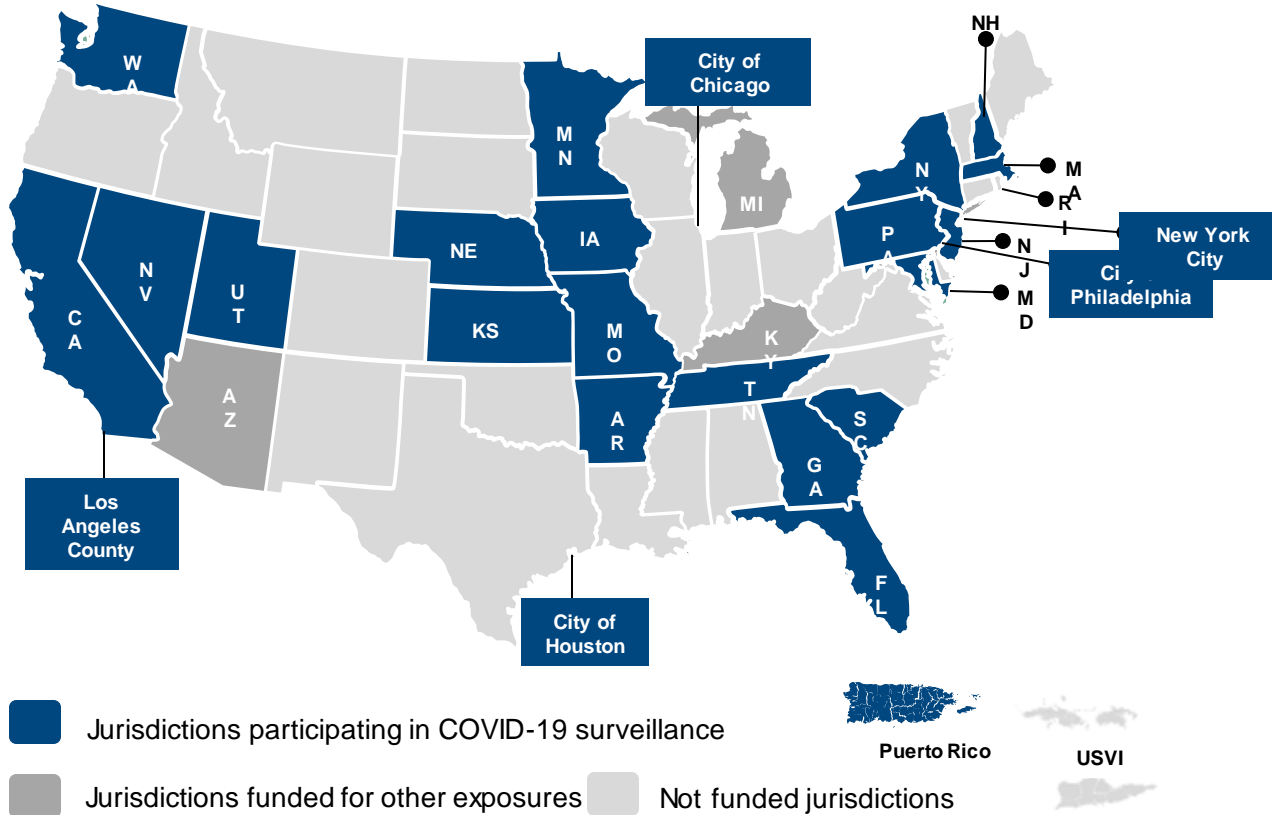 NH
W
A
City of
Chicago
M
N
N
Y
M
A
R
I
MI
New York
City
P
A
N
J
IA
NE
City
Philadelphia
N
V
U
T
M
D
C
A
KS
M
O
K
Y
T
N
A
Z
A
R
S
C
G
A
Los
Angeles
County
F
L
City of
Houston
Jurisdictions participating in COVID-19 surveillance
Puerto Rico
USVI
Jurisdictions funded for other exposures
Not funded jurisdictions